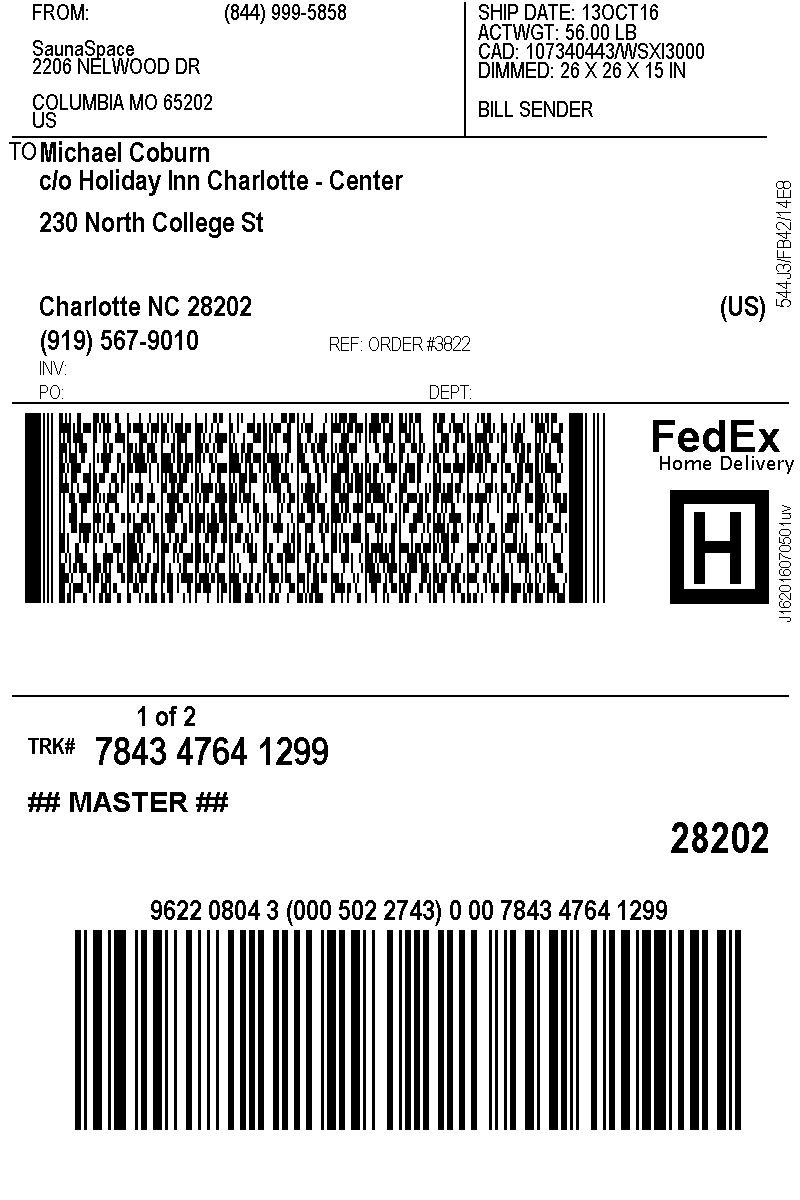 FROM: (844) 999-5858
SaunaSpace
2206 NELWOOD DR
COLUMBIA MO 65202
US
SHIP DATE: 13OCT16
ACTWGT: 56.00 LB
CAD: 107340443/WSXI3000
DIMMED: 26 X 26 X 15 IN
BILL SENDER
TO Michael Coburn
c/o Holiday Inn Charlotte - Center
230 North College St
Charlotte NC 28202 (US)
(919) 567-9010 REF: ORDER #3822
INV:
PO: DEPT:
544J3/FB42/14E8
FedEx
Home Delivery
H
J162016070501uv
1 of 2
TRK# 7843 4764 1299
## MASTER ##
28202
9622 0804 3 (000 502 2743) 0 00 7843 4764 1299